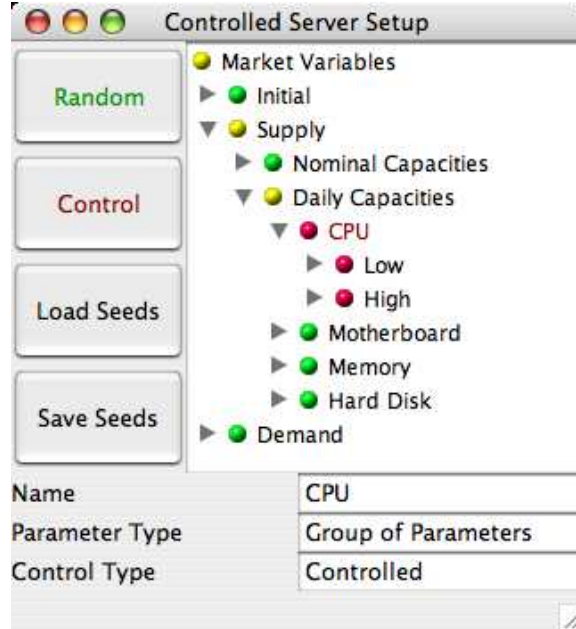 Controlled Server Setup
Random
Control
Load Seeds
Save Seeds
Market Variables
Initial
Supply
Nominal Capacities
Daily Capacities
CPU
Low
High
Motherboard
Memory
Hard Disk
Demand
Name CPU
Parameter Type Group of Parameters
Control Type Controlled